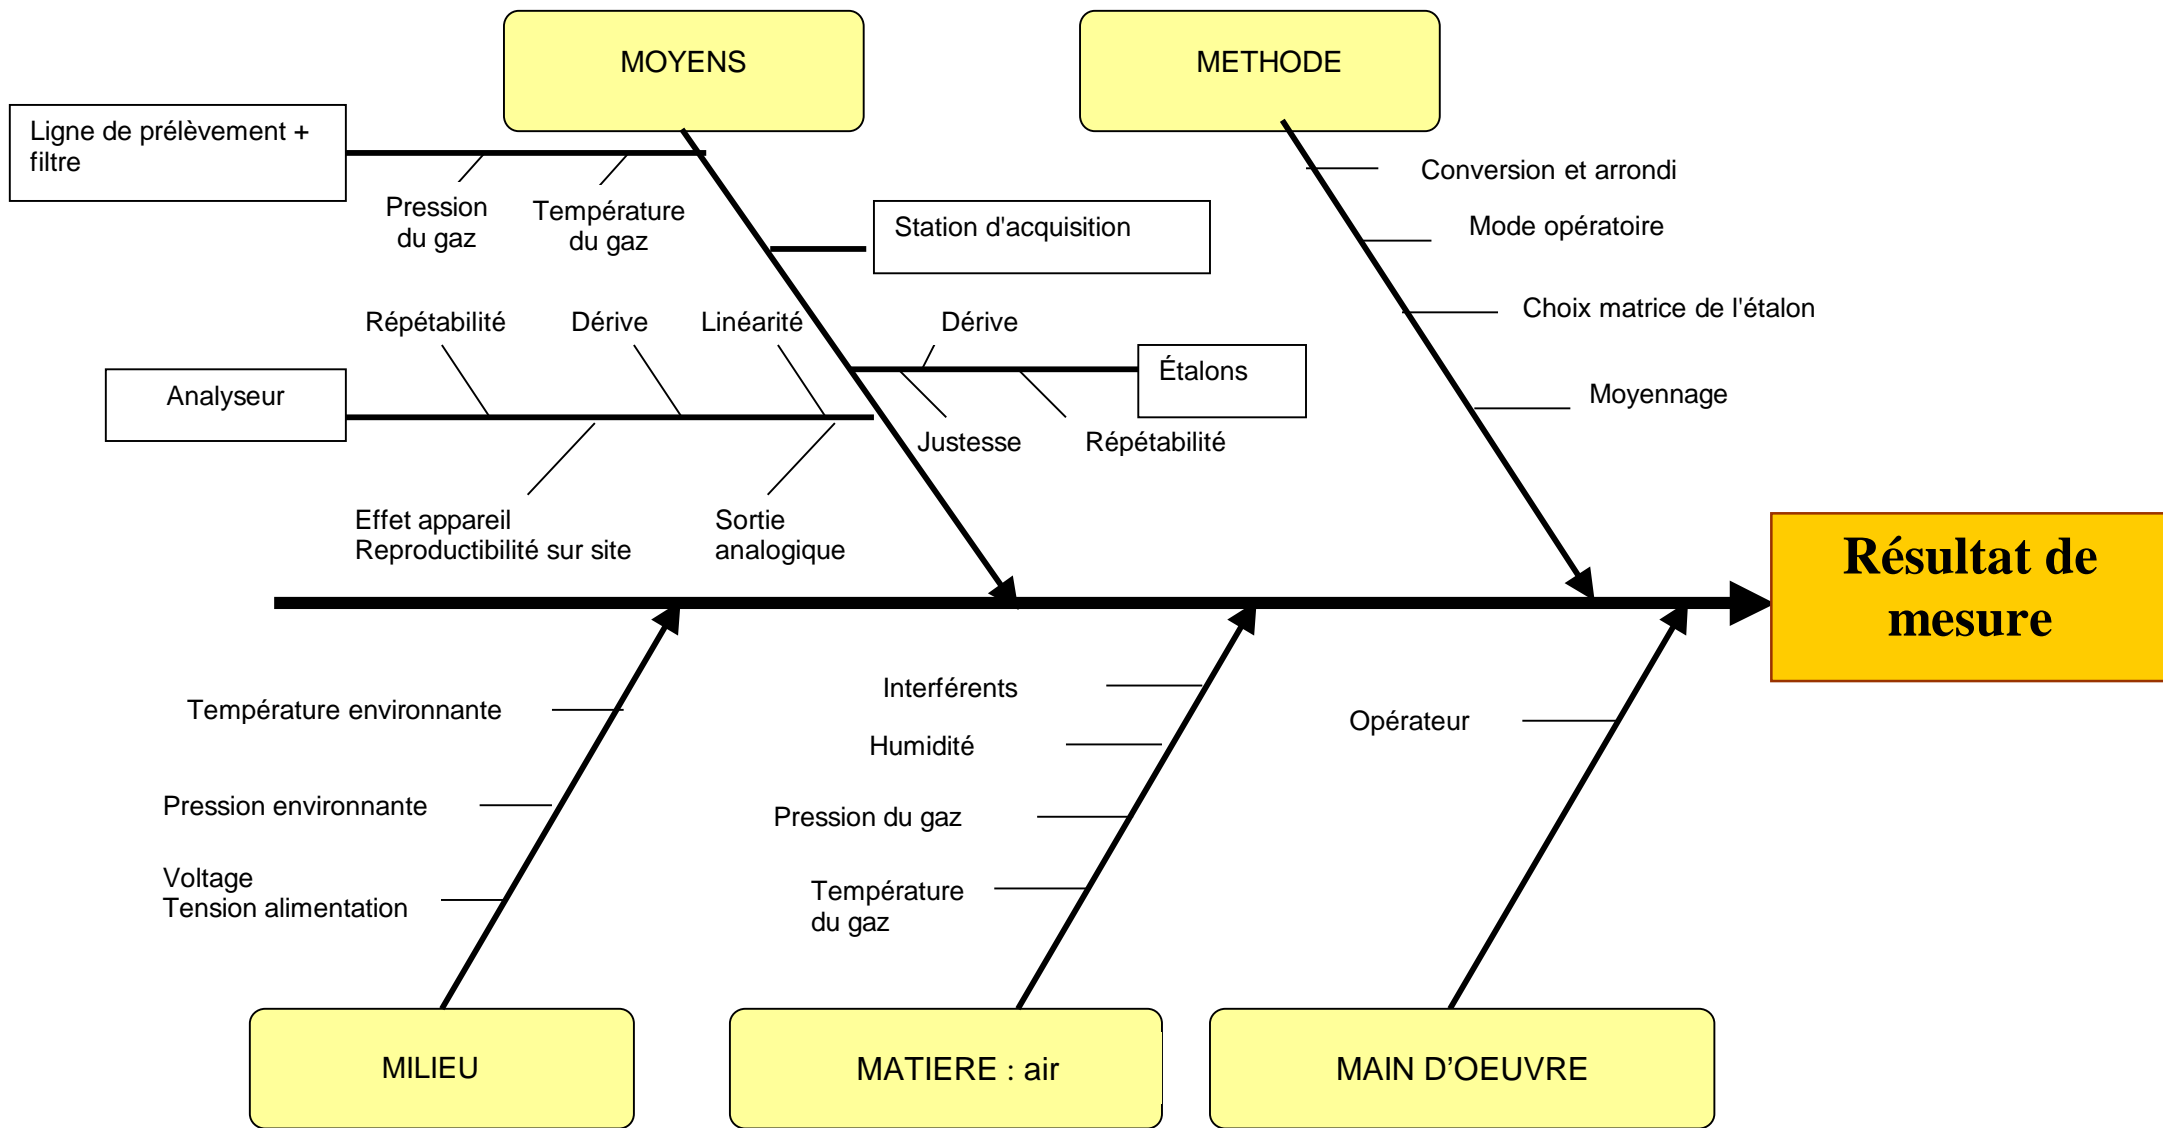 MOYENS
METHODE
Ligne de prélèvement +
filtre
Pression
du gaz
Température
du gaz
Station d'acquisition
Conversion et arrondi
Mode opératoire
Choix matrice de l'étalon
Moyennage
Répétabilité
Dérive
Linéarité
Dérive
Analyseur
Étalons
Justesse
Répétabilité
Effet appareil
Reproductibilité sur site
Sortie
analogique
Résultat de
mesure
Température environnante
Pression environnante
Voltage
Tension alimentation
Interférents
Humidité
Pression du gaz
Température
du gaz
Opérateur
MILIEU
MATIERE : air
MAIN D’OEUVRE